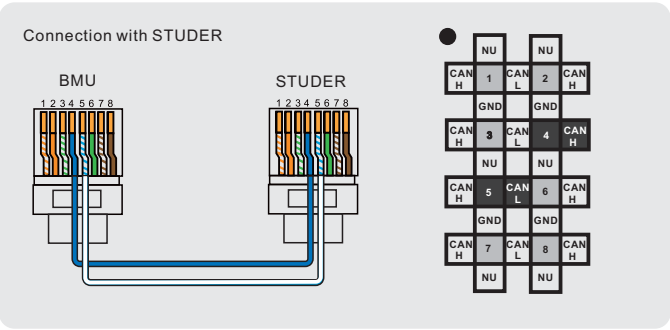 Connection with STUDER
BMU
STUDER
1 2 3 4 5 6 7 8
1 2 3 4 5 6 7 8
NU NU
CAN H 1 CAN L 2 CAN H
GND GND
CAN H 3 CAN L 4 CAN H
NU NU
CAN H 5 CAN L 6 CAN H
GND GND
CAN H 7 CAN L 8 CAN H
NU NU